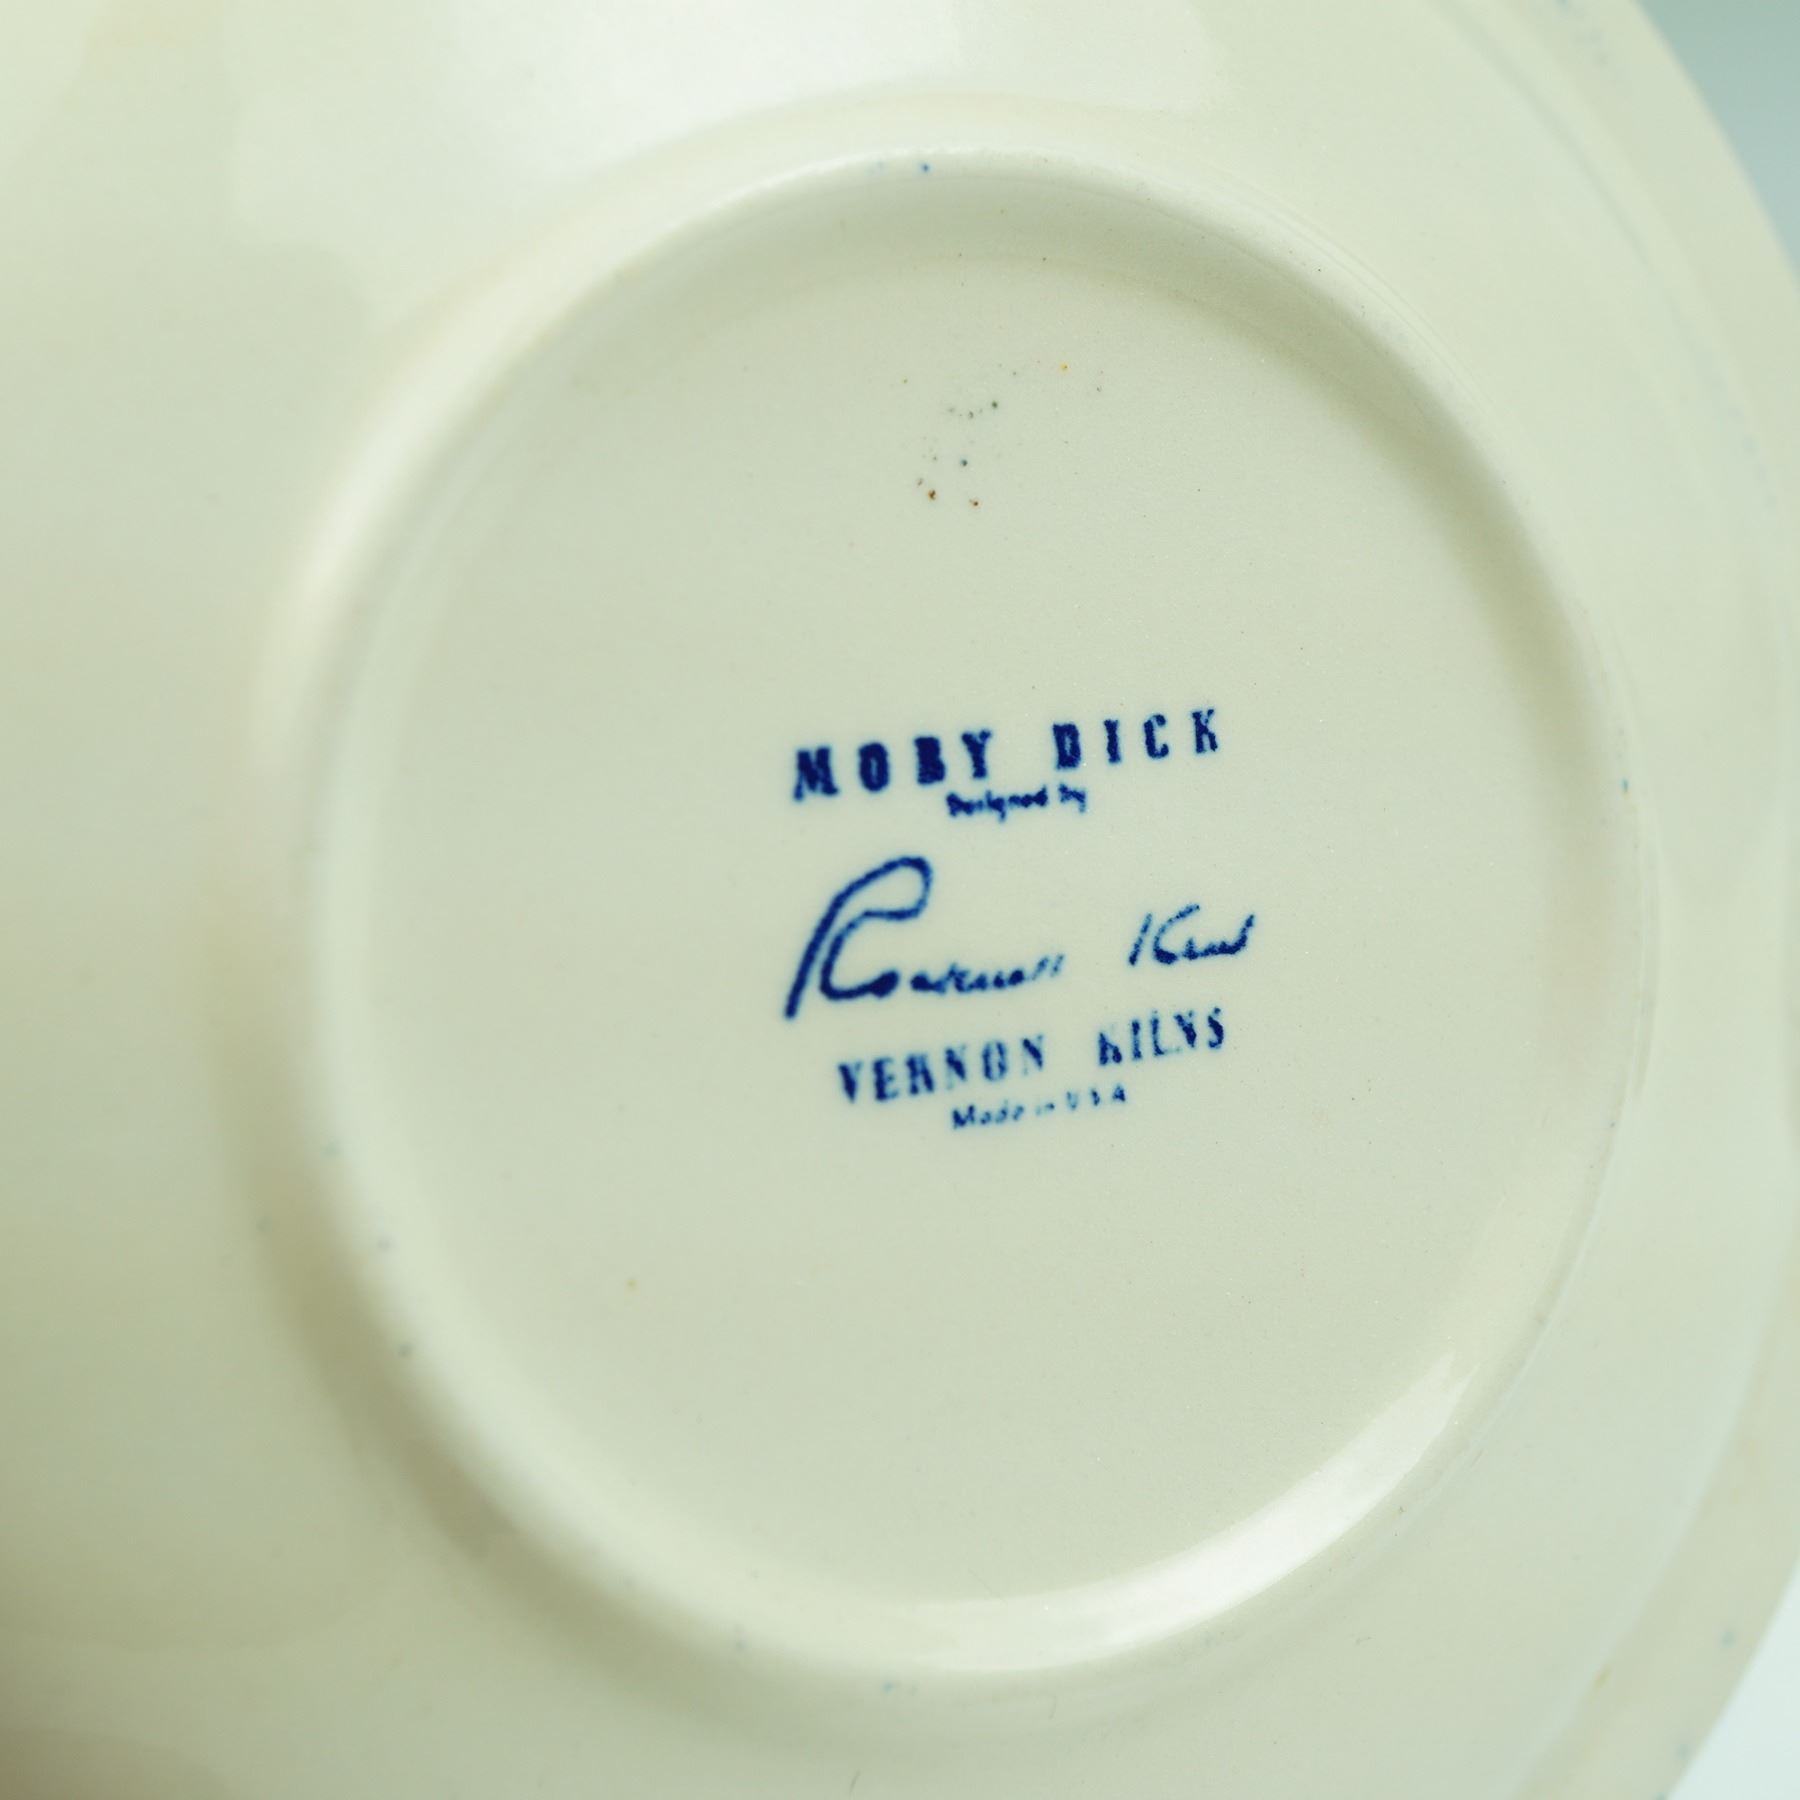 MOBY DICK
Designed by
Rockwell Kent
VERNON KILNS
Made in U.S.A